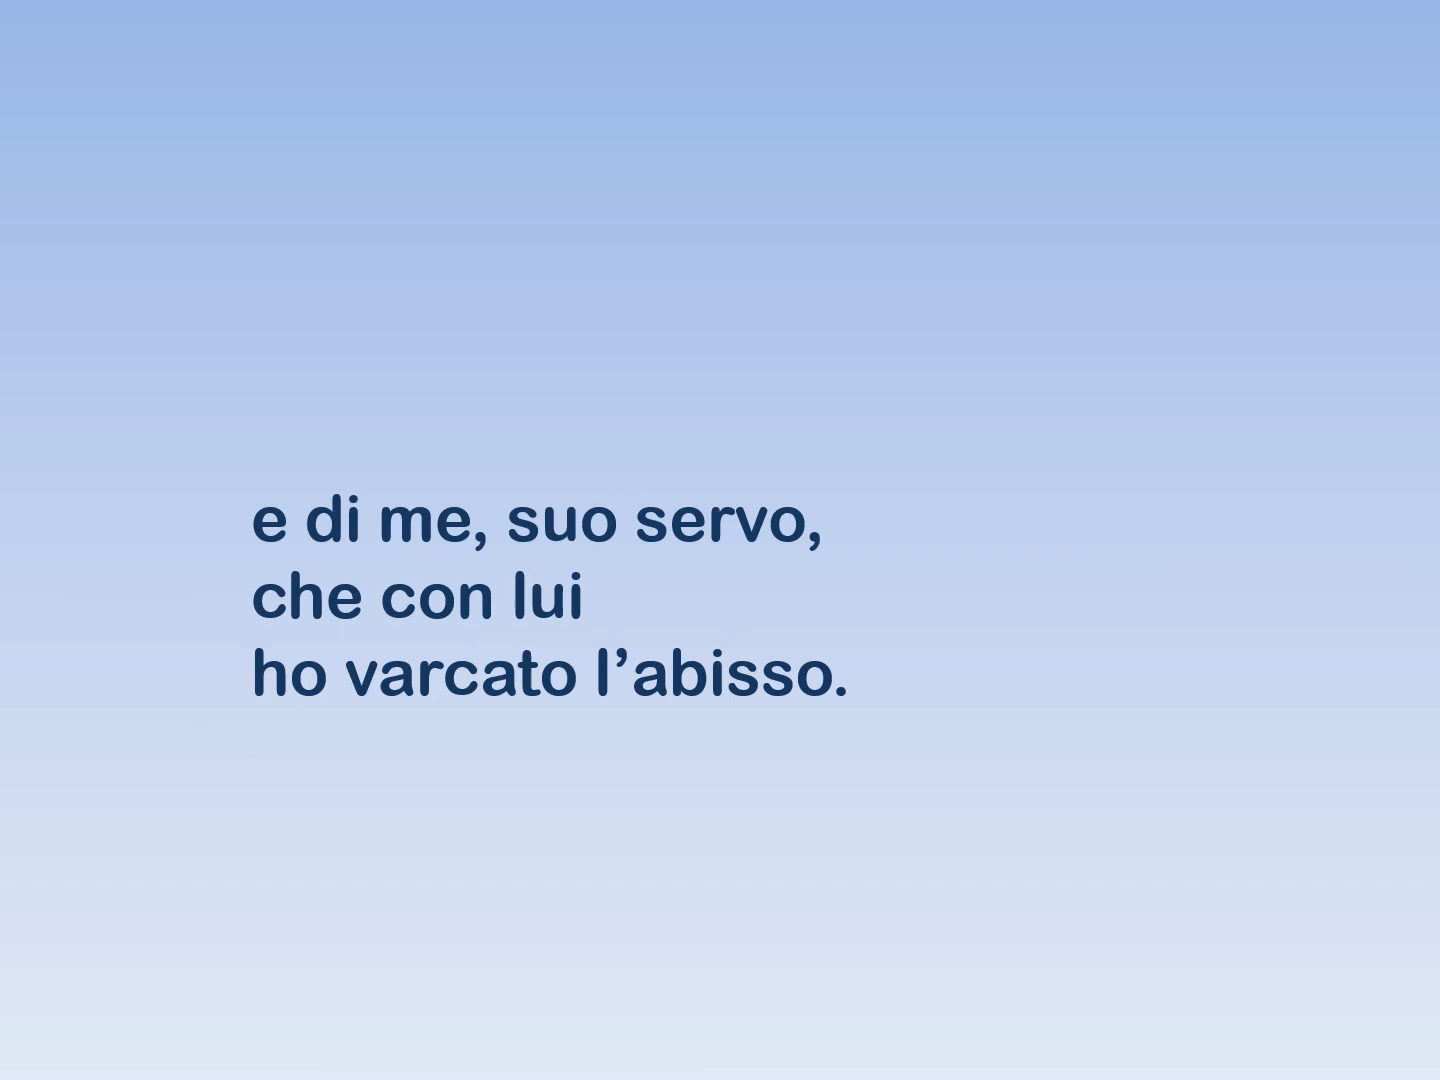 e di me, suo servo,
che con lui
ho varcato l’abisso.